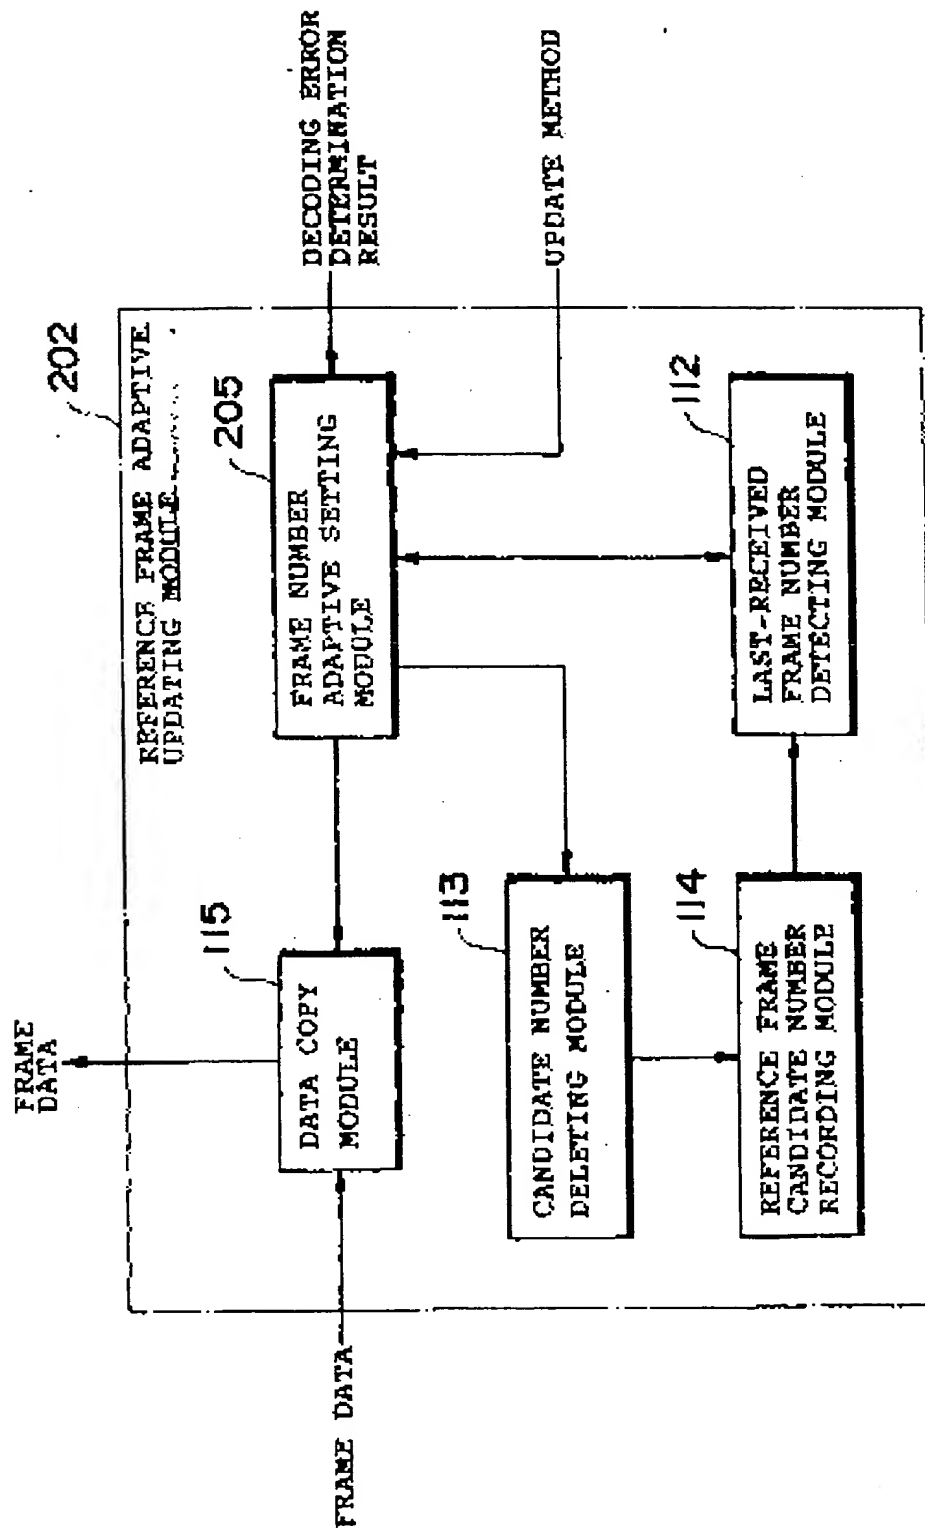 202
REFERENCE FRAME ADAPTIVE
UPDATING MODULE
FRAME
DATA
115
DATA COPY
MODULE
205
FRAME NUMBER
ADAPTIVE SETTING
MODULE
DECODING ERROR
DETERMINATION
RESULT
FRAME DATA
113
CANDIDATE NUMBER
DELETING MODULE
UPDATE METHOD
114
REFERENCE FRAME
CANDIDATE NUMBER
RECORDING MODULE
112
LAST-RECEIVED
FRAME NUMBER
DETECTING MODULE